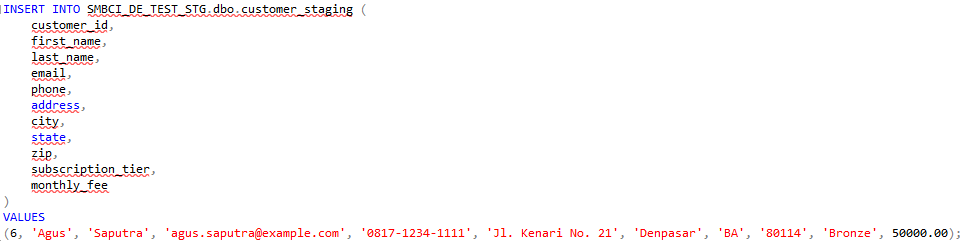 INSERT INTO SMBCI_DE_TEST_STG.dbo.customer_staging (
customer_id,
first_name,
last_name,
email,
phone,
address,
city,
state,
zip,
subscription_tier,
monthly_fee
)
VALUES
(6, 'Agus', 'Saputra', 'agus.saputra@example.com', '0817-1234-1111', 'Jl. Kenari No. 21', 'Denpasar', 'BA', '80114', 'Bronze', 50000.00);